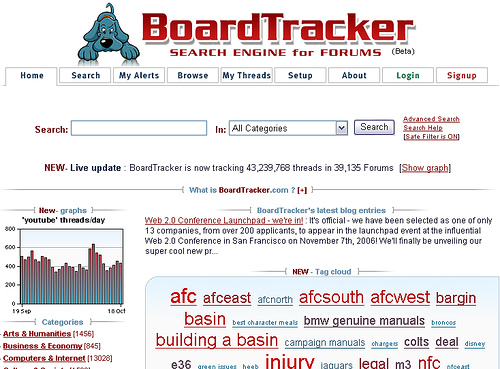 BoardTracker
SEARCH ENGINE for FORUMS (Beta)
Home Search My Alerts Browse My Threads Setup About Login Signup
Search: In: All Categories Search
Advanced Search
Search Help
[Safe Filter is ON]
NEW- Live update : BoardTracker is now tracking 43,239,768 threads in 39,135 Forums [Show graph]
What is BoardTracker.com ? [+]
New- graphs
'youtube' threads/day
800
600
400
200
0
19 Sep 18 Oct
Categories
Arts & Humanities [1456]
Business & Economy [845]
Computers & Internet [13028]
BoardTracker's latest blog entries
Web 2.0 Conference Launchpad - we're in! : It's official - we have been selected as one of only
13 companies, from over 200 applicants, to appear in the launchpad event at the influential
Web 2.0 Conference in San Francisco on November 7th, 2006! We'll finally be unveiling our
super cool new pr...
NEW - Tag cloud
afc afceast afcnorth afcsouth afcwest bargin
basin best character meals bmw genuine manuals broncos
building a basin campaign manuals chargers colts deal disney
e36 green issues heeb injury jaguars legal m3 nfc nfceast